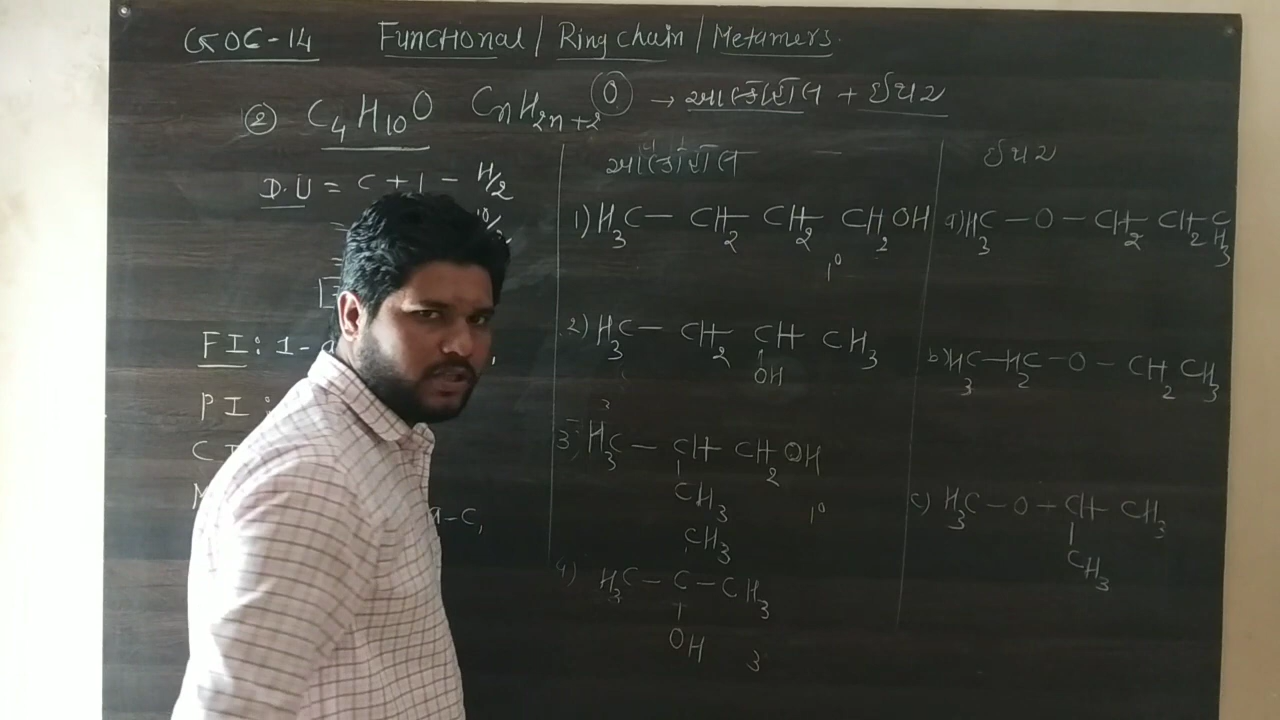 GOC-14 Functional / Ring chain / Metamers.
② C4H10O CnH2n+2O → આલ્કોહોલ + ઈથર
D.U = C + 1 - H/2
=
=
FI: 1-a
PI:
C
M
a-c,
આલ્કોહોલ
1) H3C — CH2 CH2 CH2OH
1°
2) H3C — CH2 CH CH3
OH
3) H3C — CH CH2OH
CH3
1°
CH3
4) H3C — C — CH3
OH
3
ઈથર
a) H3C — O — CH2 CH2 CH3
b) H3C — H2C — O — CH2 CH3
c) H3C — O — CH CH3
CH3